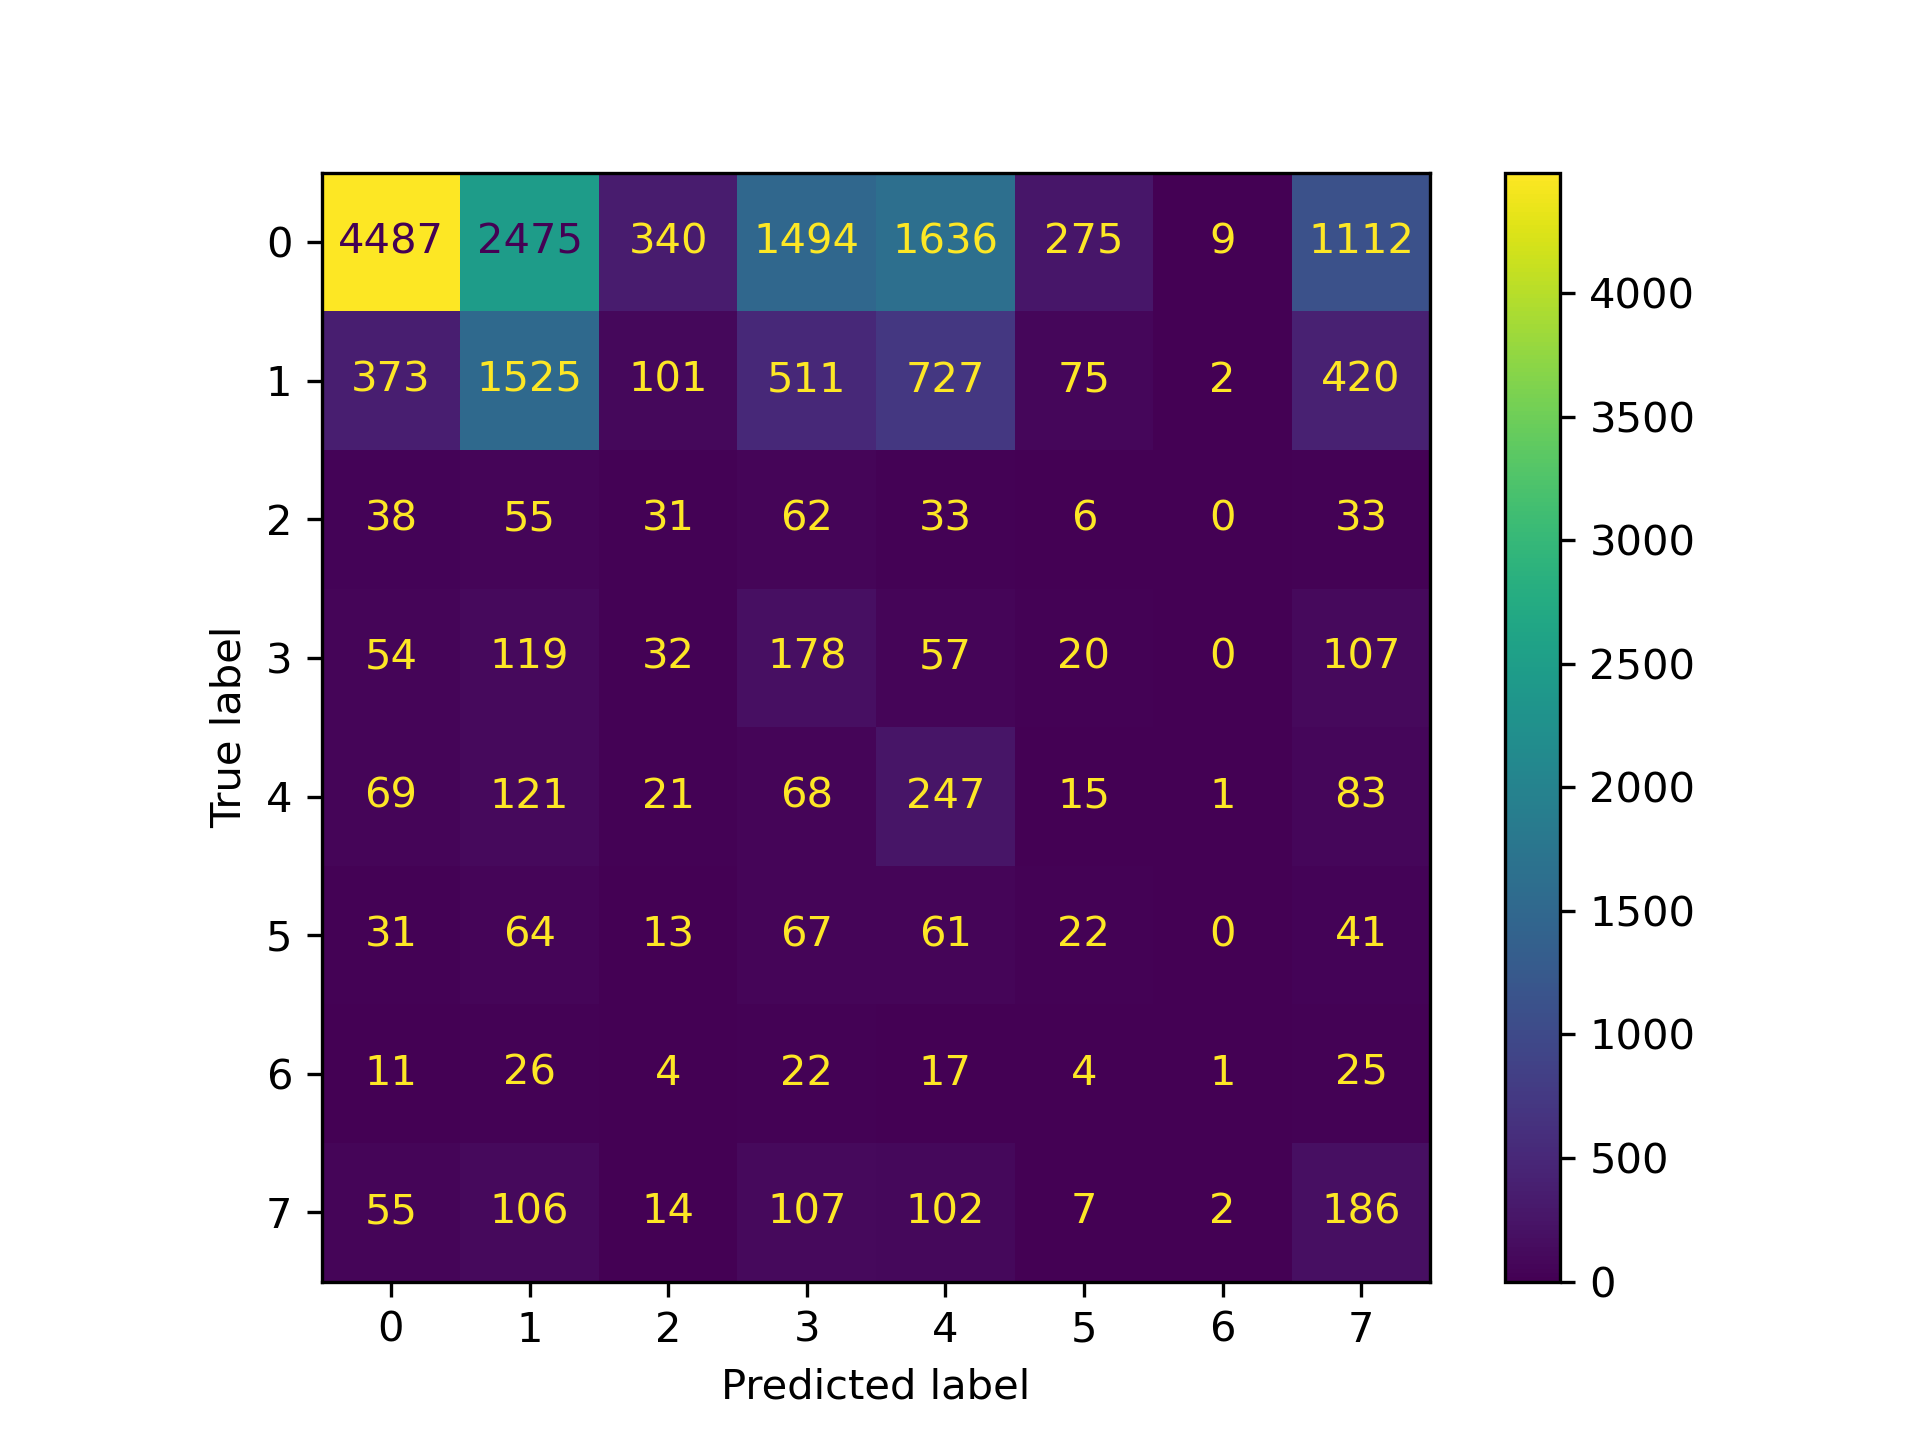 0 4487 2475 340 1494 1636 275 9 1112
1 373 1525 101 511 727 75 2 420
2 38 55 31 62 33 6 0 33
3 54 119 32 178 57 20 0 107
4 69 121 21 68 247 15 1 83
5 31 64 13 67 61 22 0 41
6 11 26 4 22 17 4 1 25
7 55 106 14 107 102 7 2 186
0 1 2 3 4 5 6 7
Predicted label
True label
4000
3500
3000
2500
2000
1500
1000
500
0